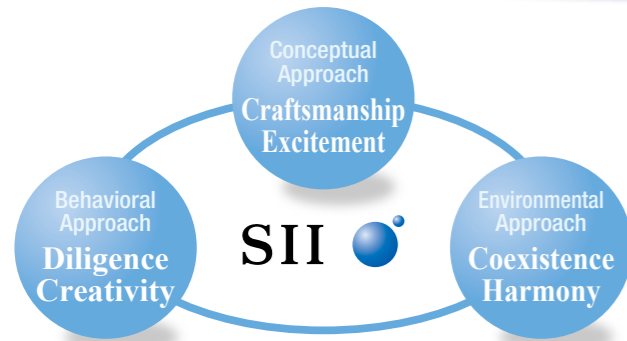 Conceptual
Approach
Craftsmanship
Excitement
Behavioral
Approach
Diligence
Creativity
SII
Environmental
Approach
Coexistence
Harmony